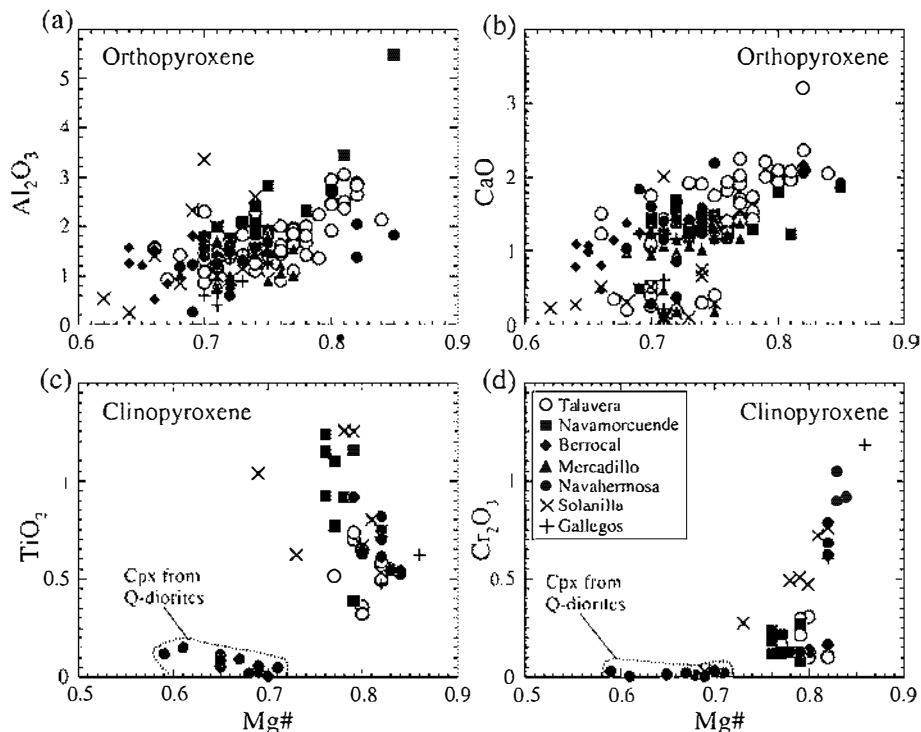 (a)
Orthopyroxene
Al2O3
5
4
3
2
1
0
0.6
0.7
0.8
0.9
(b)
Orthopyroxene
CaO
3
2
1
0
0.6
0.7
0.8
0.9
(c)
Clinopyroxene
TiO2
1
0.5
0
Cpx from
Q-diorites
0.5
0.6
0.7
0.8
0.9
Mg#
(d)
Clinopyroxene
Cr2O3
1
0.5
0
Talavera
Navamorcuende
Berrocal
Mercadillo
Navahermosa
Solanilla
Gallegos
Cpx from
Q-diorites
0.5
0.6
0.7
0.8
0.9
Mg#